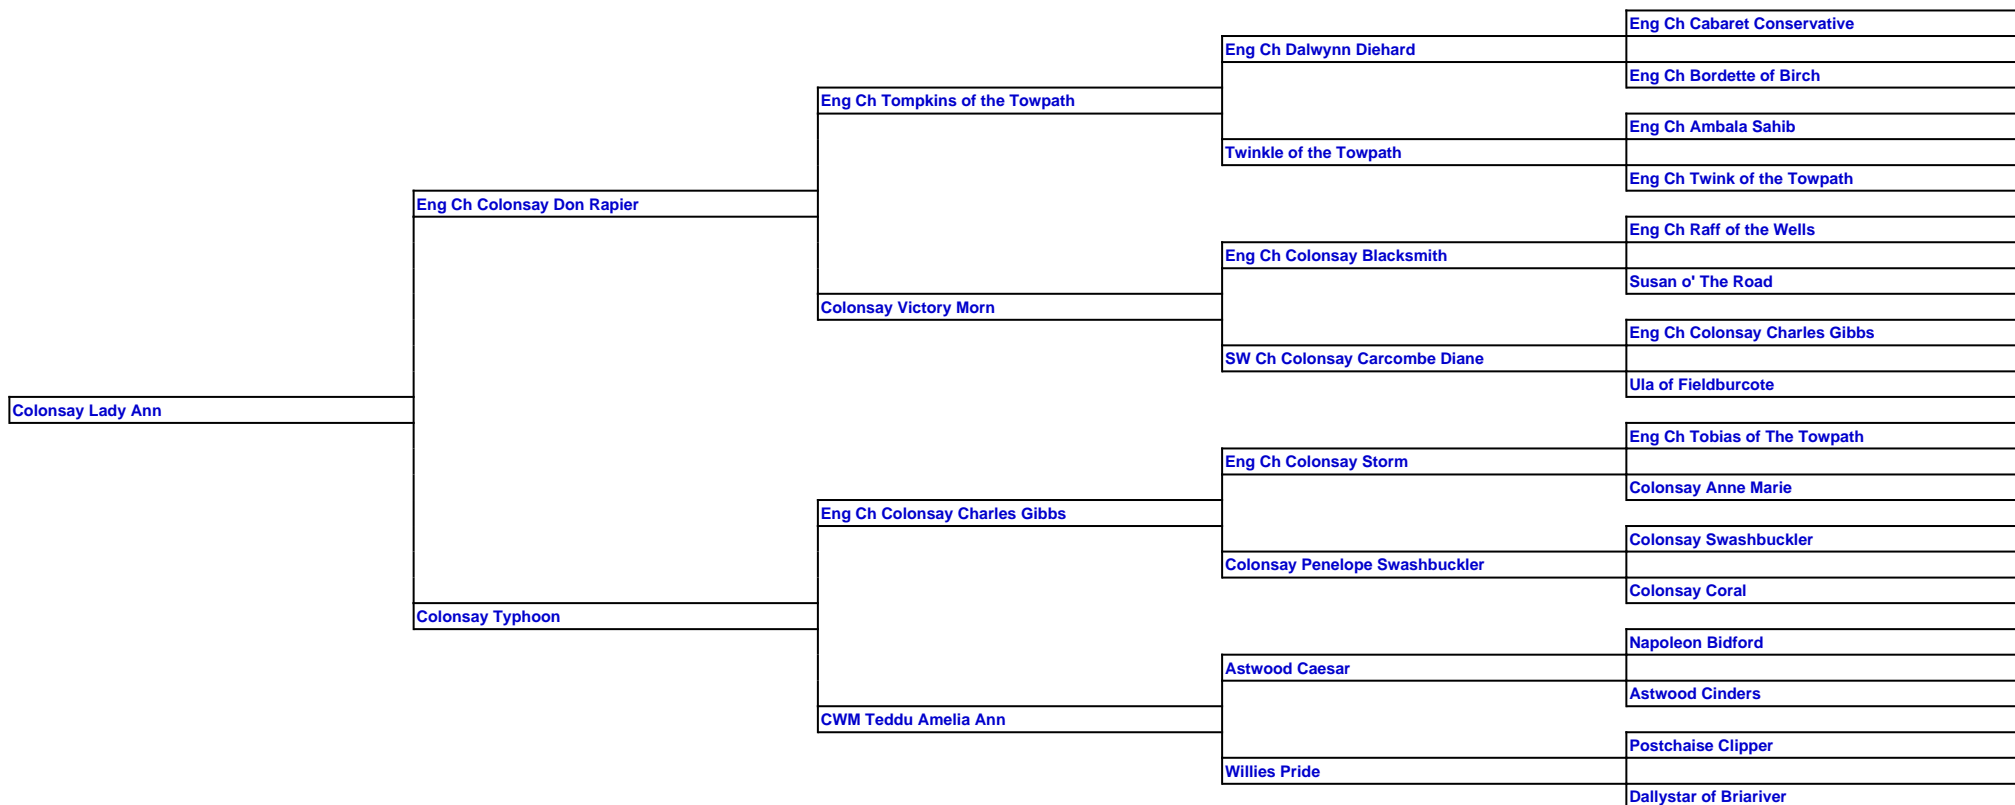 Eng Ch Cabaret Conservative
Eng Ch Dalwynn Diehard
Eng Ch Bordette of Birch
Eng Ch Tompkins of the Towpath
Eng Ch Ambala Sahib
Twinkle of the Towpath
Eng Ch Twink of the Towpath
Eng Ch Colonsay Don Rapier
Eng Ch Raff of the Wells
Eng Ch Colonsay Blacksmith
Susan o' The Road
Colonsay Victory Morn
Eng Ch Colonsay Charles Gibbs
SW Ch Colonsay Carcombe Diane
Ula of Fieldburcote
Colonsay Lady Ann
Eng Ch Tobias of The Towpath
Eng Ch Colonsay Storm
Colonsay Anne Marie
Eng Ch Colonsay Charles Gibbs
Colonsay Swashbuckler
Colonsay Penelope Swashbuckler
Colonsay Coral
Colonsay Typhoon
Napoleon Bidford
Astwood Caesar
Astwood Cinders
CWM Teddu Amelia Ann
Postchaise Clipper
Willies Pride
Dallystar of Briariver